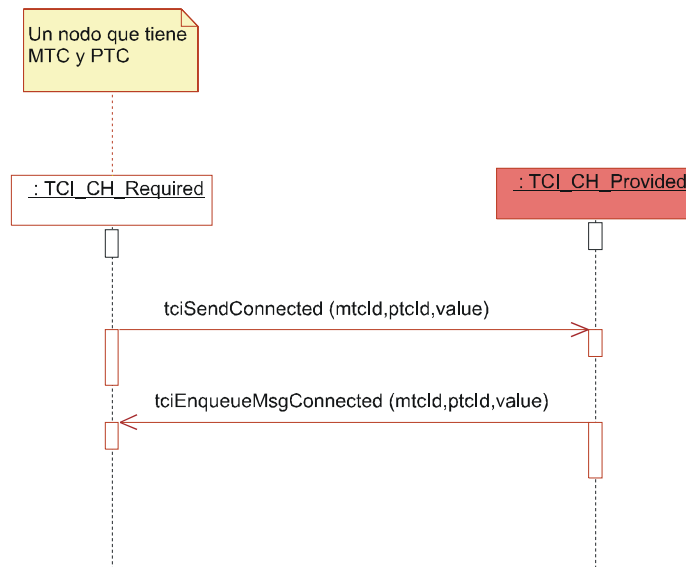 Un nodo que tiene
MTC y PTC
: TCI_CH_Required
: TCI_CH_Provided
tciSendConnected (mtcId,ptcId,value)
tciEnqueueMsgConnected (mtcId,ptcId,value)